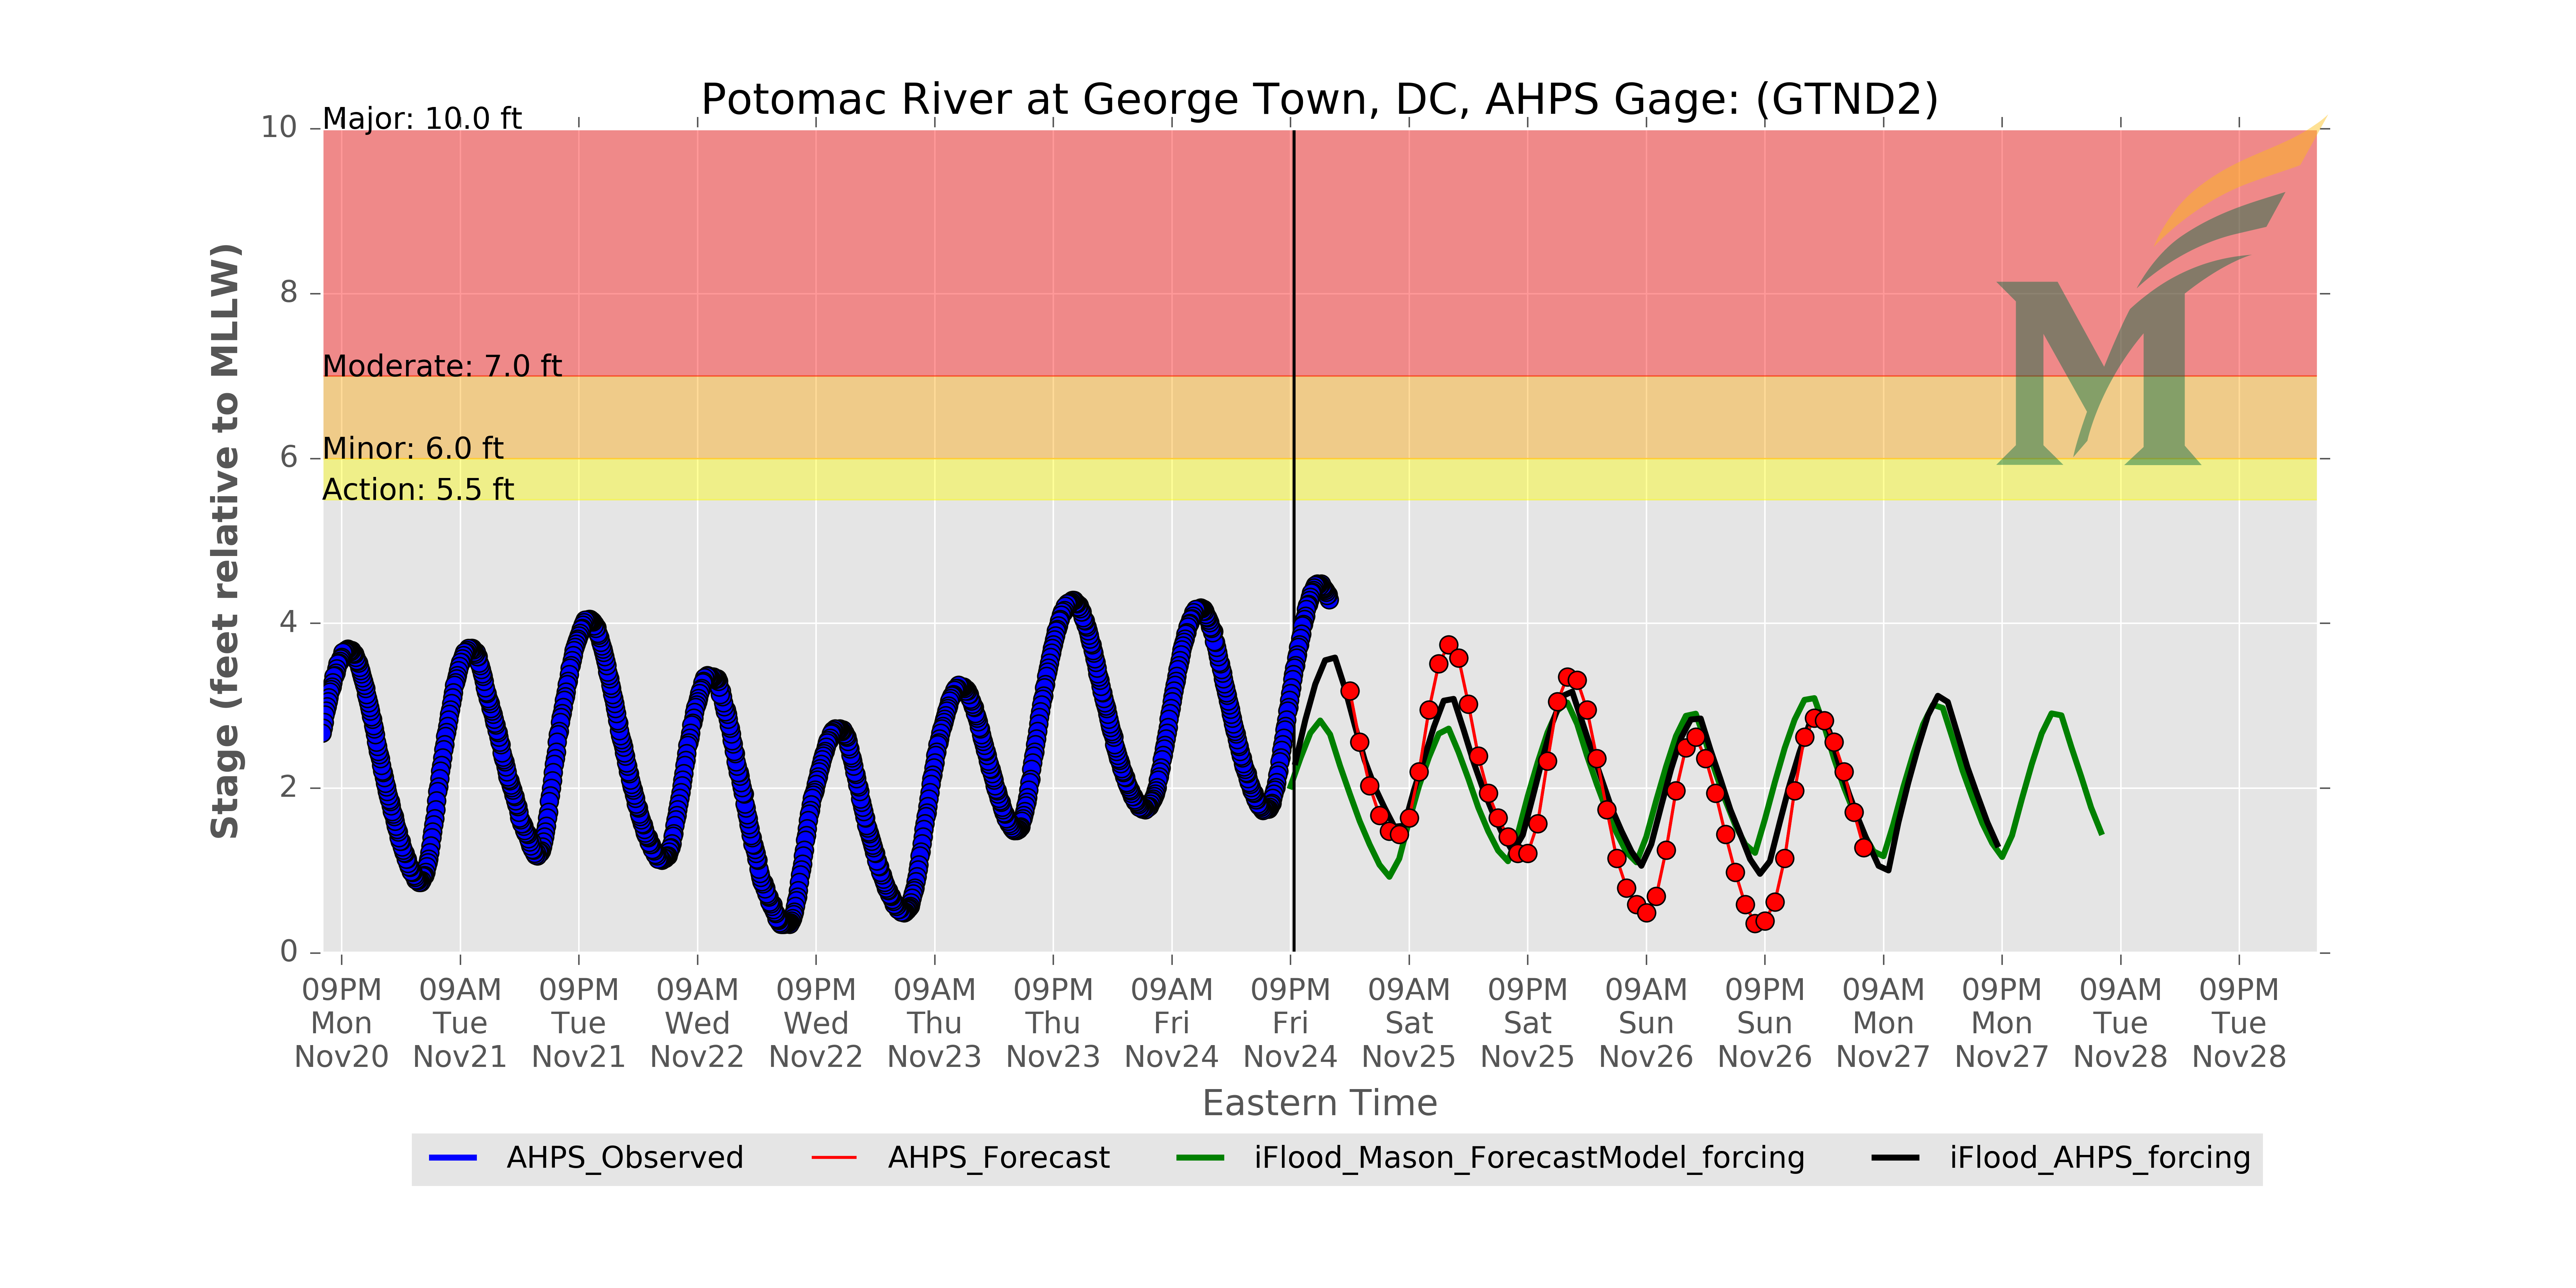 Potomac River at George Town, DC, AHPS Gage: (GTND2)
Major: 10.0 ft
Moderate: 7.0 ft
Minor: 6.0 ft
Action: 5.5 ft
Stage (feet relative to MLLW)
10
8
6
4
2
0
09PM 09AM 09PM 09AM 09PM 09AM 09PM 09AM 09PM 09AM 09PM 09AM 09PM 09AM 09PM 09AM 09PM
Mon Tue Tue Wed Wed Thu Thu Fri Fri Sat Sat Sun Sun Mon Mon Tue Tue
Nov20 Nov21 Nov21 Nov22 Nov22 Nov23 Nov23 Nov24 Nov24 Nov25 Nov25 Nov26 Nov26 Nov27 Nov27 Nov28 Nov28
Eastern Time
AHPS_Observed AHPS_Forecast iFlood_Mason_ForecastModel_forcing iFlood_AHPS_forcing
M